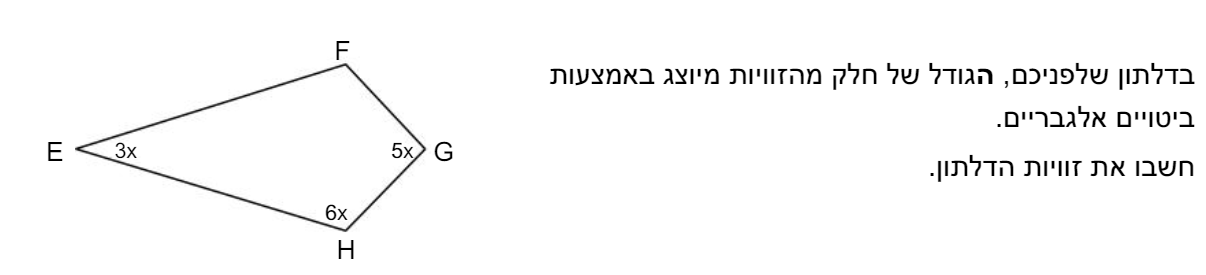 בדלתון שלפניכם, הגודל של חלק מהזוויות מיוצג באמצעות
ביטויים אלגבריים.
חשבו את זוויות הדלתון.
F
E 3x 5x G
6x
H